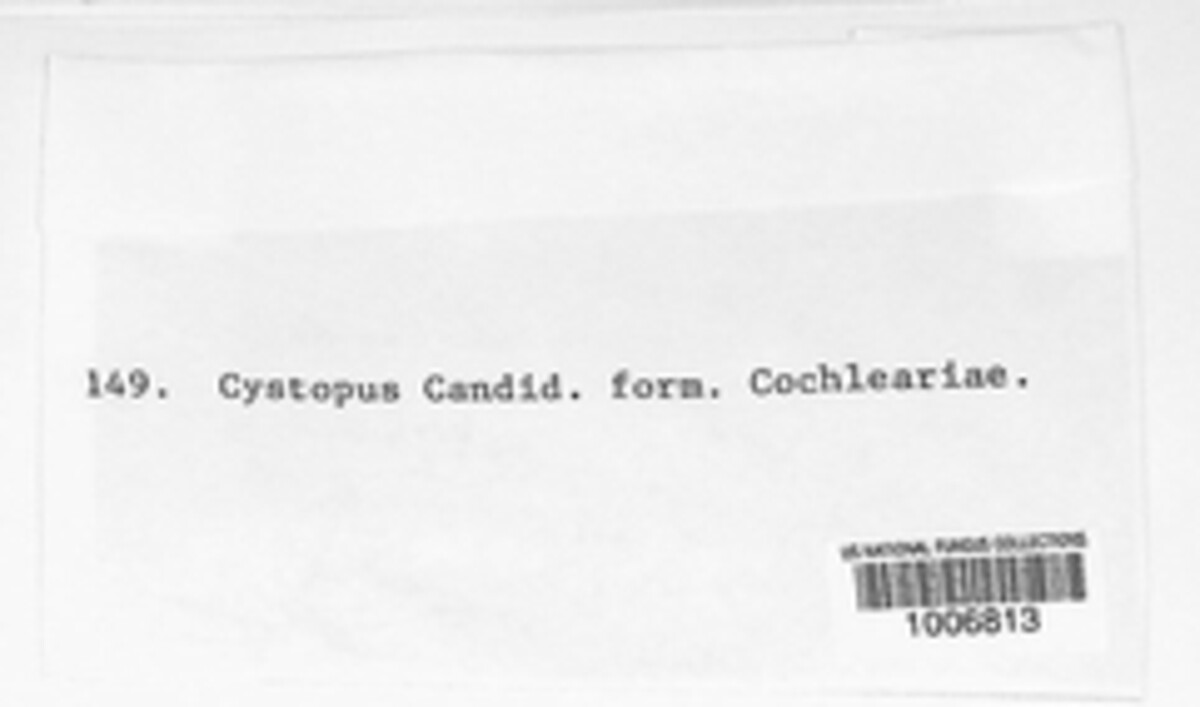 149. Cystopus Candid. form. Cochleariae.
US NATIONAL FUNGUS COLLECTIONS
1006813